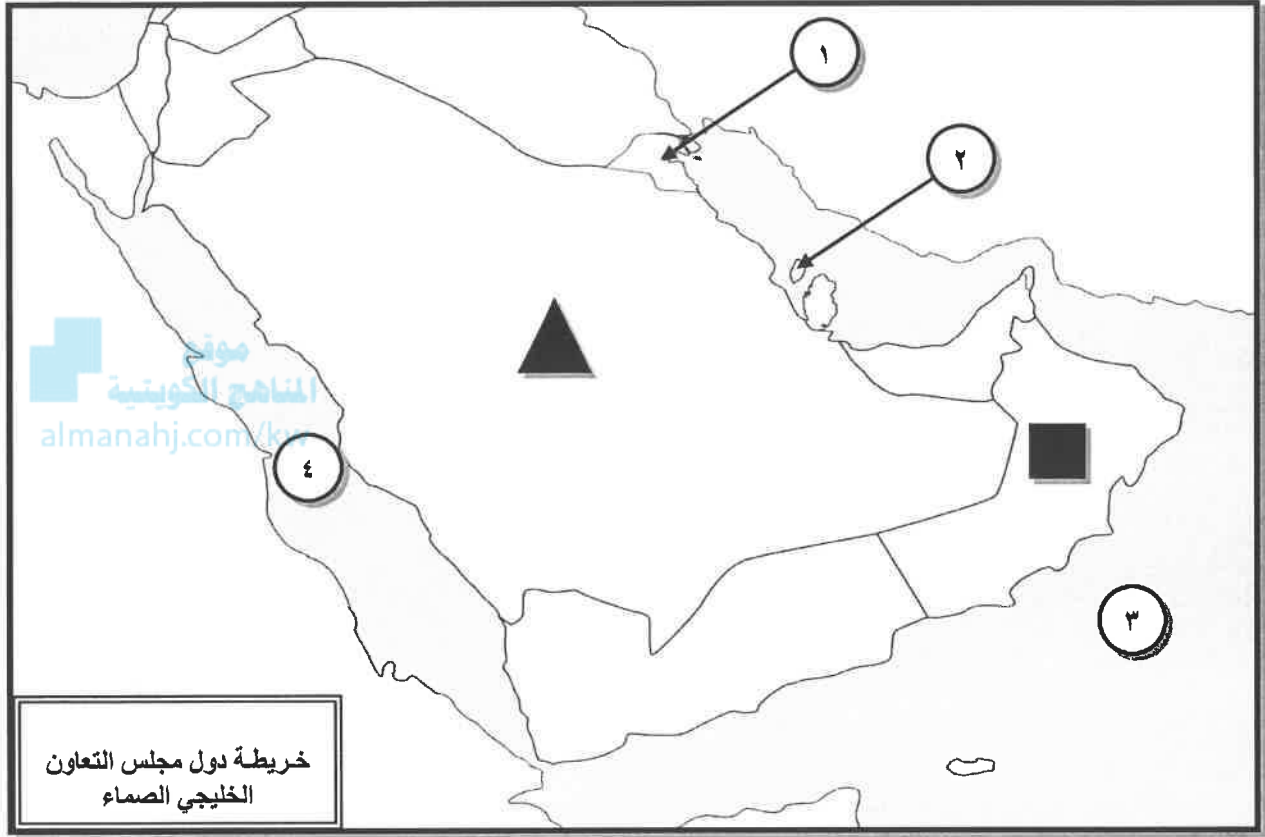 ١
٢
موقع
المناهج الكويتية
almanahj.com/kw
٤
٣
خريطة دول مجلس التعاون
الخليجي الصماء